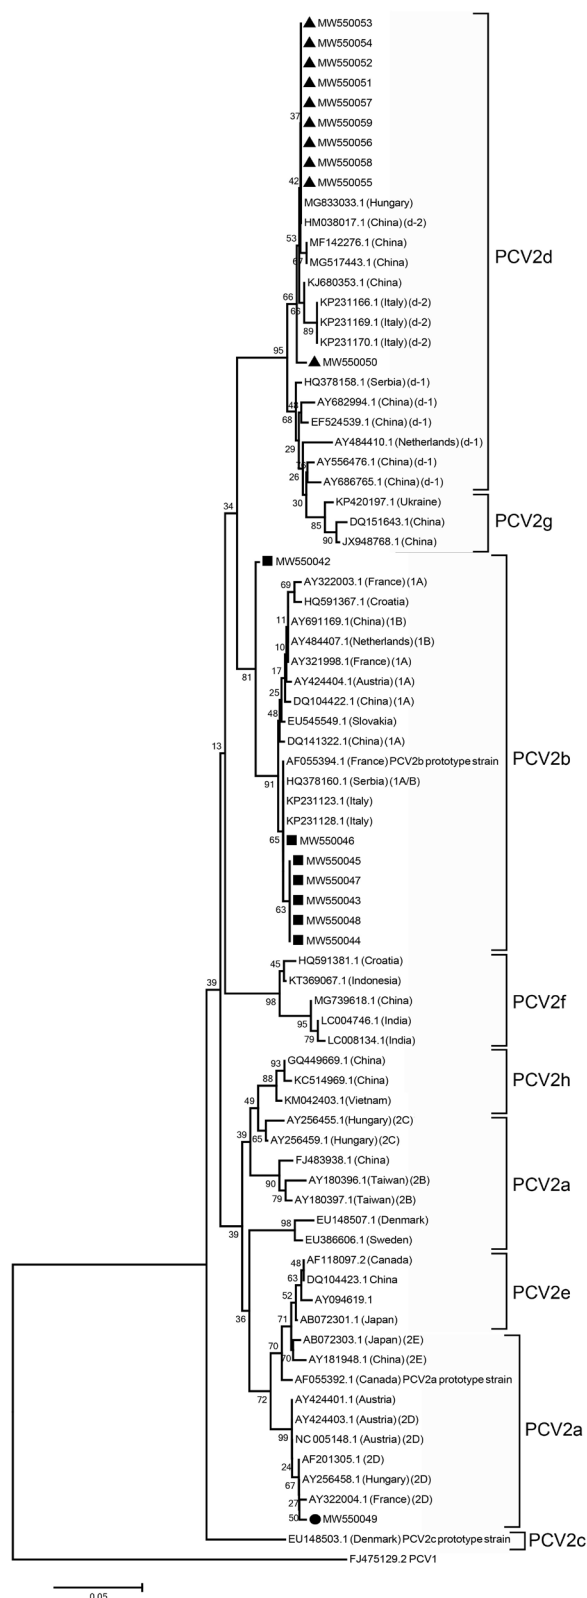 MW550053
MW550054
MW550052
MW550051
MW550057
MW550059
37
MW550056
MW550058
42
MW550055
MG833033.1(Hungary)
HM038017.1(China)(d-2)
53
MF142276.1(China)
PCV2d
67
MG517443.1(China)
KJ680353.1(China)
66
KP231166.1(Italy)(d-2)
66
KP231169.1(Italy)(d-2)
89
KP231170.1(Italy)(d-2)
95
MW550050
HQ378158.1(Serbia)(d-1)
AY682994.1(China)(d-1)
68
EF524539.1(China)(d-1)
AY484410.1(Netherlands)(d-1)
29
AY556476.1(China)(d-1)
26
AY686765.1(China)(d-1)
30
KP420197.1(Ukraine)
34
85
DQ151643.1(China)
PCV2g
90
JX948768.1(China)
MW550042
69
AY322003.1(France)(1A)
HQ591367.1(Croatia)
11
AY691169.1(China)(1B)
10
AY484407.1(Netherlands)(1B)
AY321998.1(France)(1A)
17
81
AY424404.1(Austria)(1A)
25
DQ104422.1(China)(1A)
48
EU545549.1(Slovakia)
13
DQ141322.1(China)(1A)
AF055394.1(France)PCV2b prototype strain
PCV2b
91
HQ378160.1(Serbia)(1A/B)
KP231123.1(Italy)
KP231128.1(Italy)
65
MW550046
MW550045
MW550047
63
MW550043
MW550048
MW550044
45
HQ591381.1(Croatia)
39
KT369067.1(Indonesia)
98
MG739618.1(China)
PCV2f
95
LC004746.1(India)
79
LC008134.1(India)
93
GQ449669.1(China)
88
KC514969.1(China)
PCV2h
49
KM042403.1(Vietnam)
AY256455.1(Hungary)(2C)
39
65
AY256459.1(Hungary)(2C)
FJ483938.1(China)
90
AY180396.1(Taiwan)(2B)
PCV2a
79
AY180397.1(Taiwan)(2B)
39
98
EU148507.1(Denmark)
EU386606.1(Sweden)
48
AF118097.2(Canada)
63
DQ104423.1 China
PCV2e
52
AY094619.1
36
71
AB072301.1(Japan)
70
AB072303.1(Japan)(2E)
70
AY181948.1(China)(2E)
AF055392.1(Canada)PCV2a prototype strain
72
AY424401.1(Austria)
AY424403.1(Austria)(2D)
PCV2a
99
NC 005148.1(Austria)(2D)
24
AF201305.1(2D)
67
AY256458.1(Hungary)(2D)
27
AY322004.1(France)(2D)
50
MW550049
EU148503.1(Denmark)PCV2c prototype strain
PCV2c
FJ475129.2 PCV1
0.05